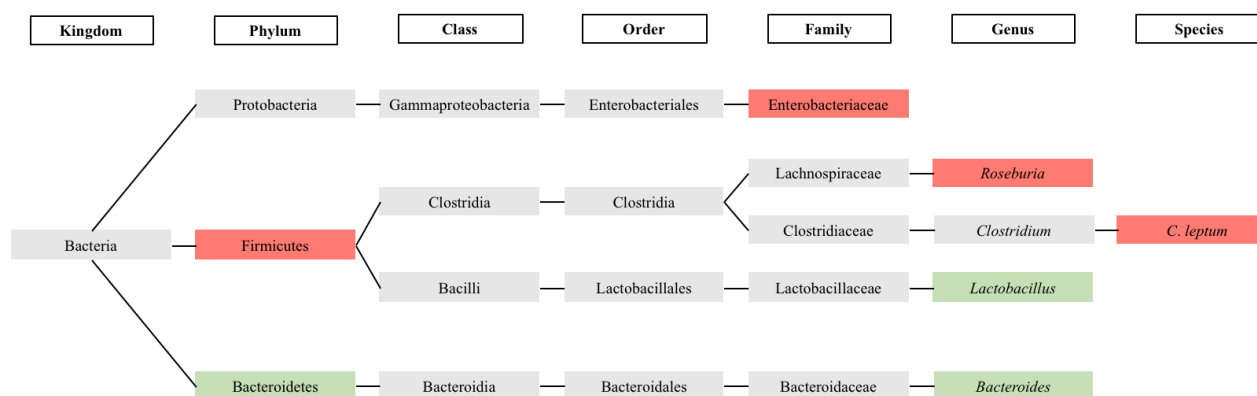 Kingdom
Phylum
Class
Order
Family
Genus
Species
Protobacteria
Gammaproteobacteria
Enterobacteriales
Enterobacteriaceae
Lachnospiraceae
Roseburia
Clostridia
Clostridia
Clostridiaceae
Clostridium
C. leptum
Bacteria
Firmicutes
Bacilli
Lactobacillales
Lactobacillaceae
Lactobacillus
Bacteroidetes
Bacteroidia
Bacteroidales
Bacteroidaceae
Bacteroides